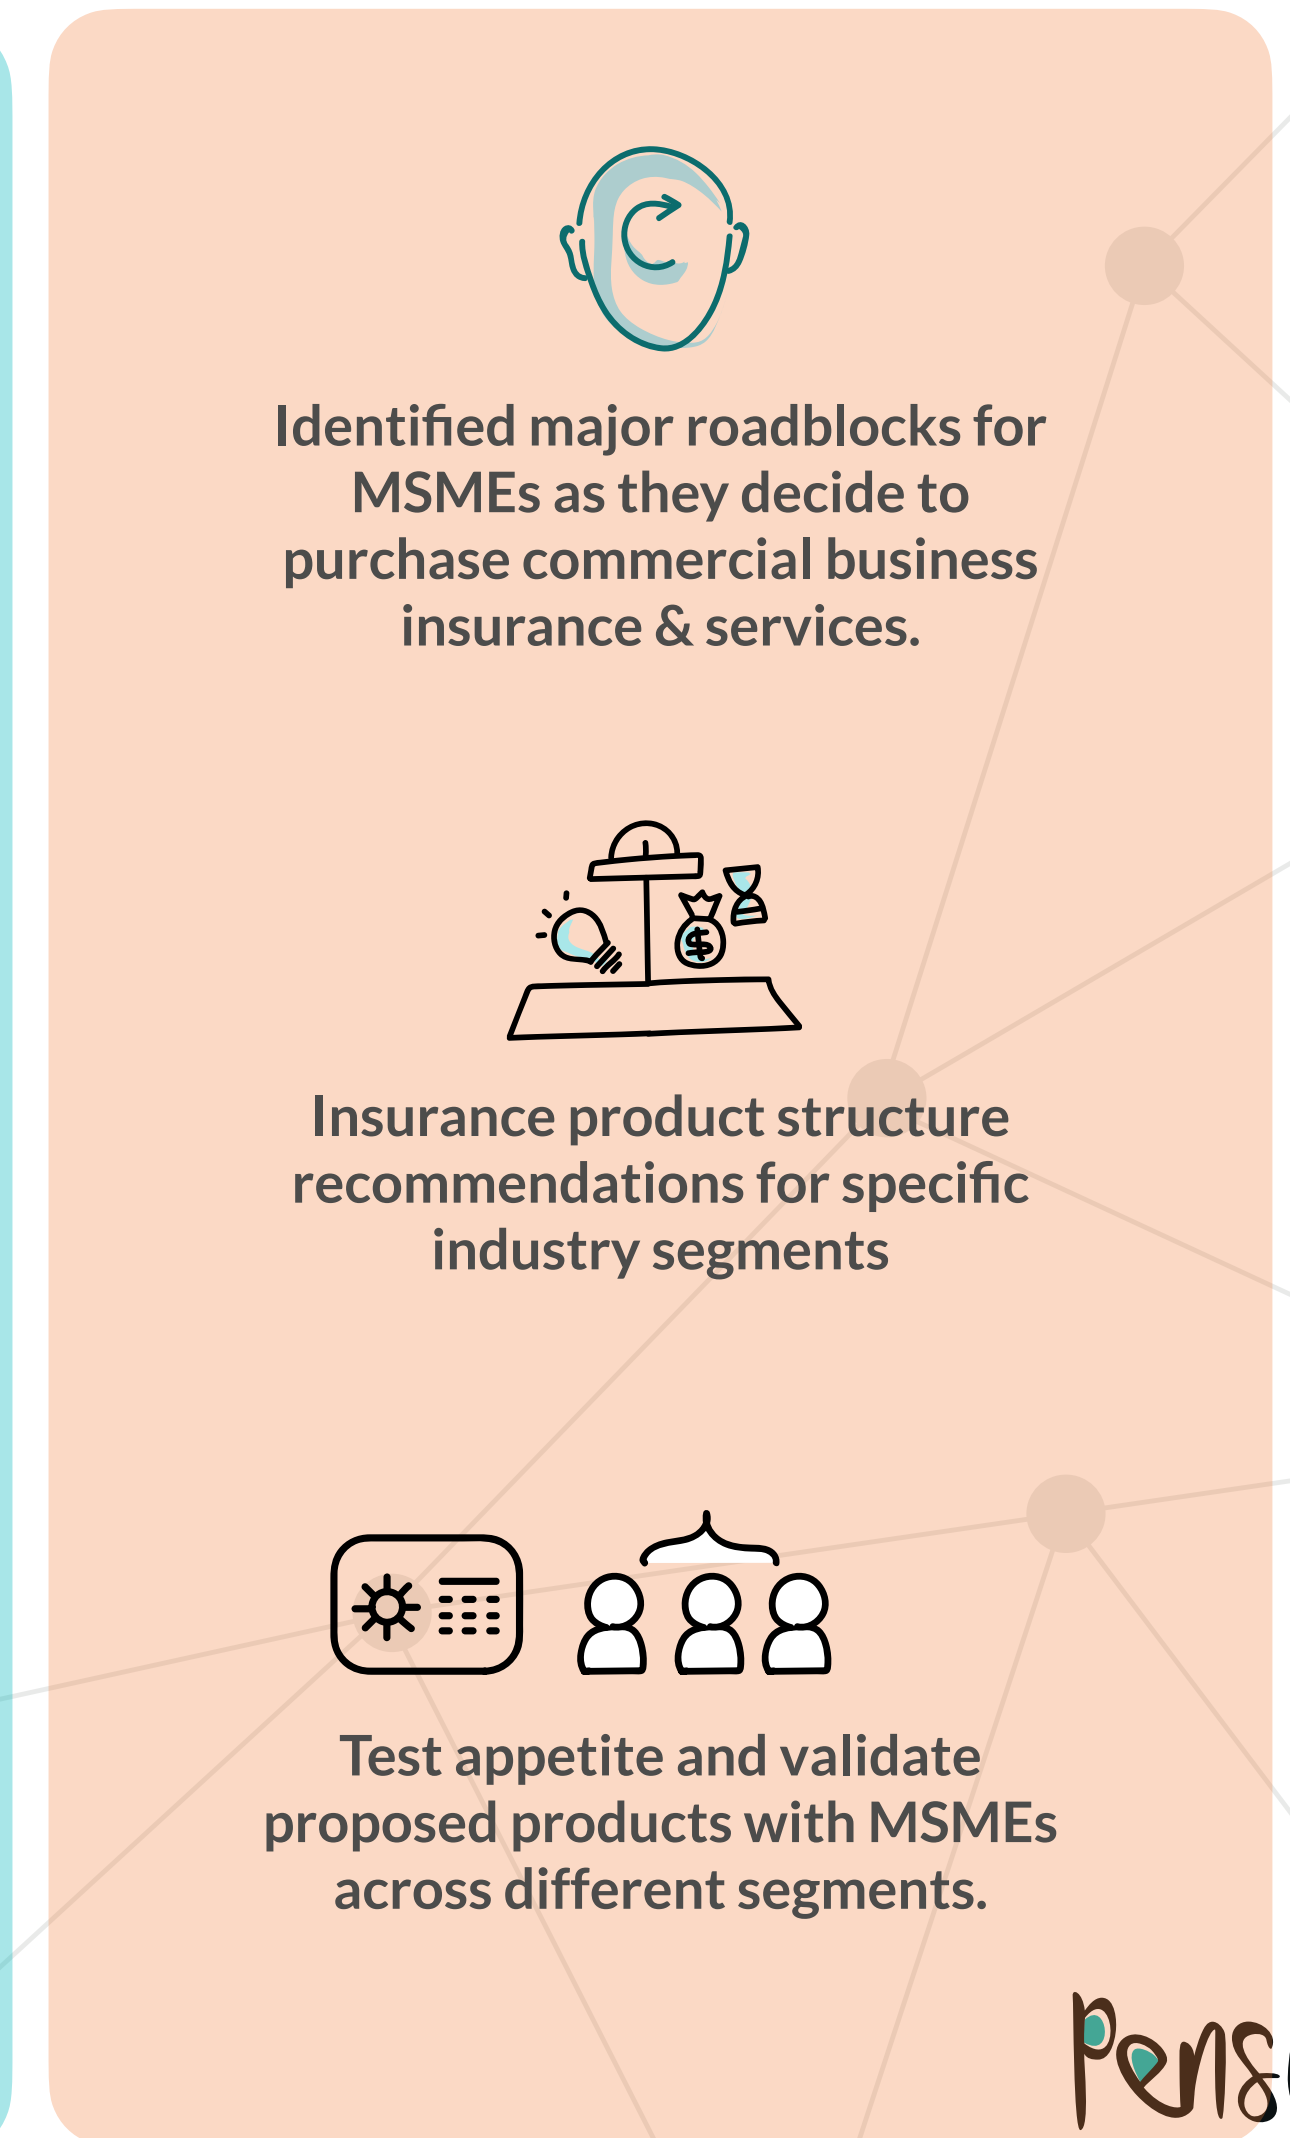 Identified major roadblocks for
MSMEs as they decide to
purchase commercial business
insurance & services.
$
Insurance product structure
recommendations for specific
industry segments
Test appetite and validate
proposed products with MSMEs
across different segments.
Pens